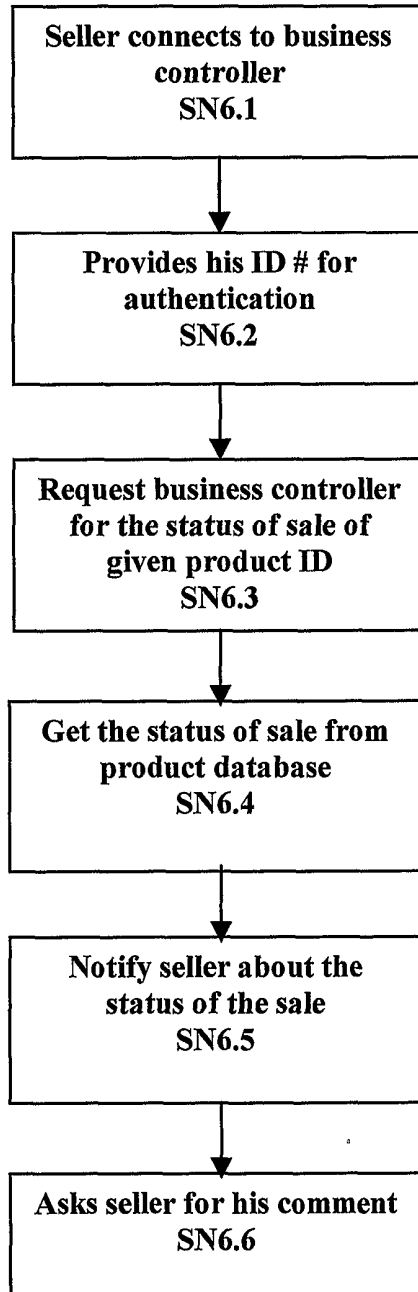 Seller connects to business
controller
SN6.1
Provides his ID # for
authentication
SN6.2
Request business controller
for the status of sale of
given product ID
SN6.3
Get the status of sale from
product database
SN6.4
Notify seller about the
status of the sale
SN6.5
Asks seller for his comment
SN6.6